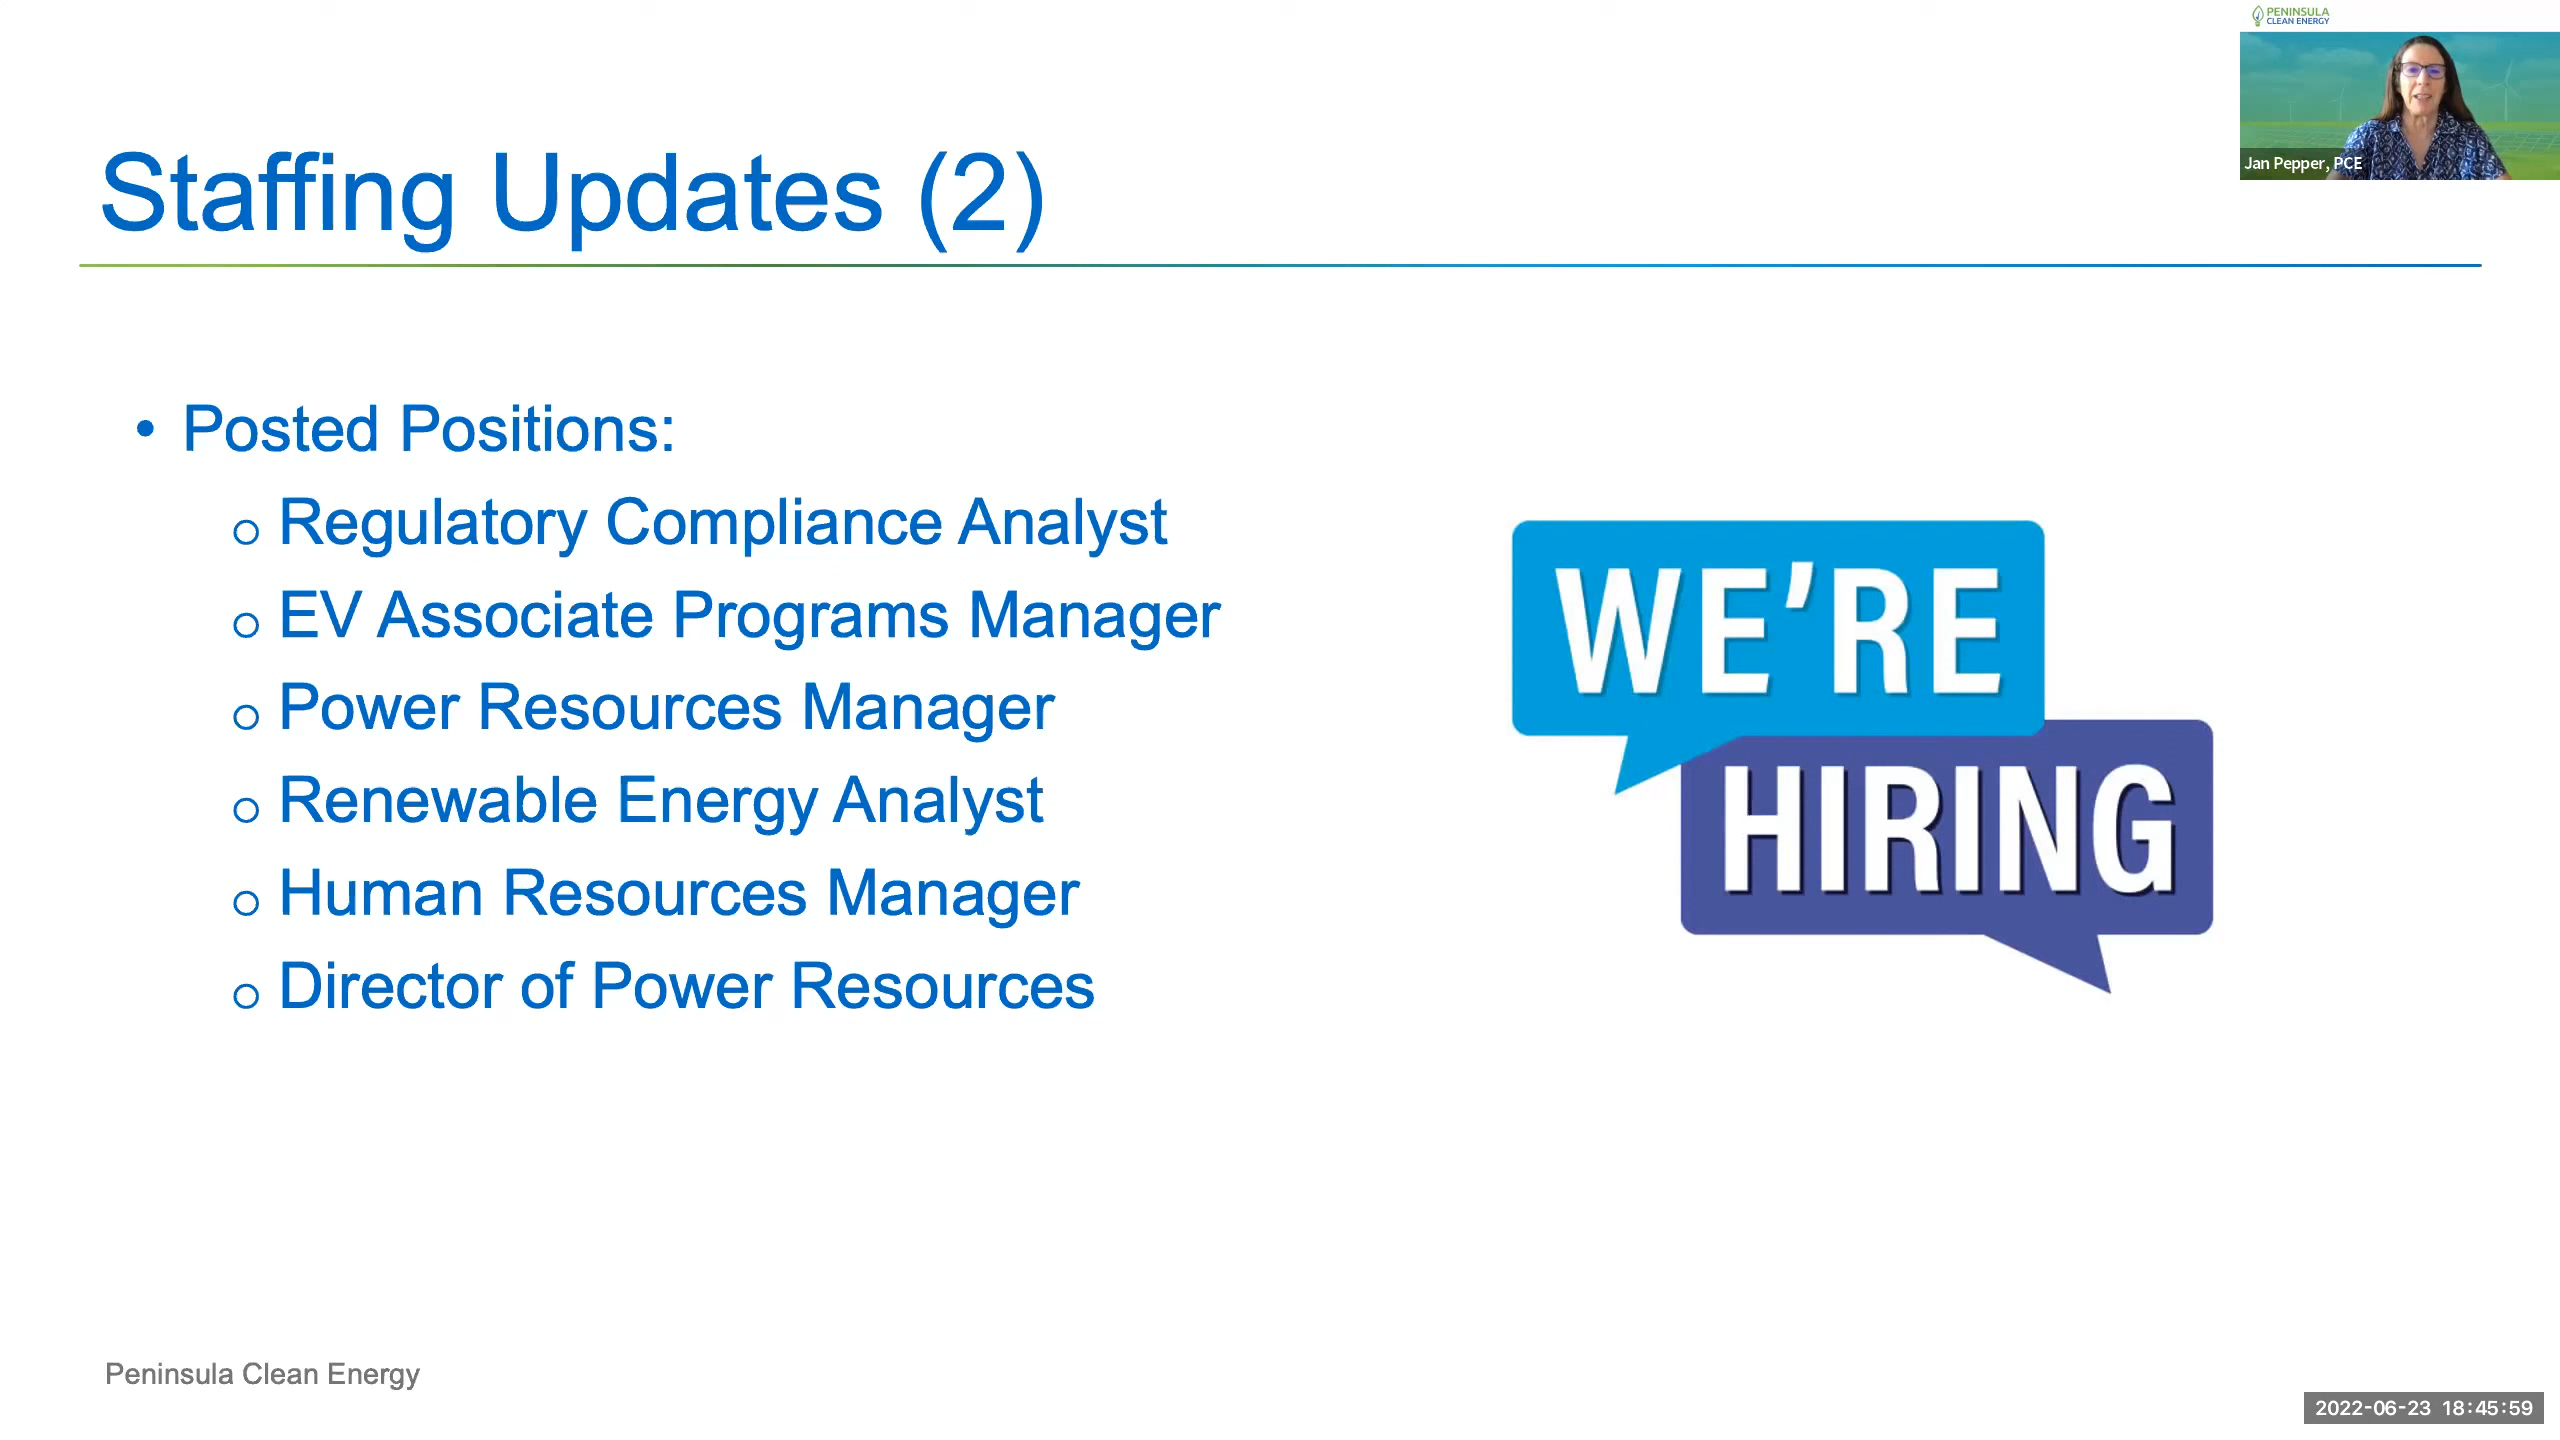 PENINSULA
CLEAN ENERGY
Jan Pepper, PCE
Staffing Updates (2)
• Posted Positions:
o Regulatory Compliance Analyst
o EV Associate Programs Manager
o Power Resources Manager
o Renewable Energy Analyst
o Human Resources Manager
o Director of Power Resources
WE’RE
HIRING
Peninsula Clean Energy
2022-06-23 18:45:59